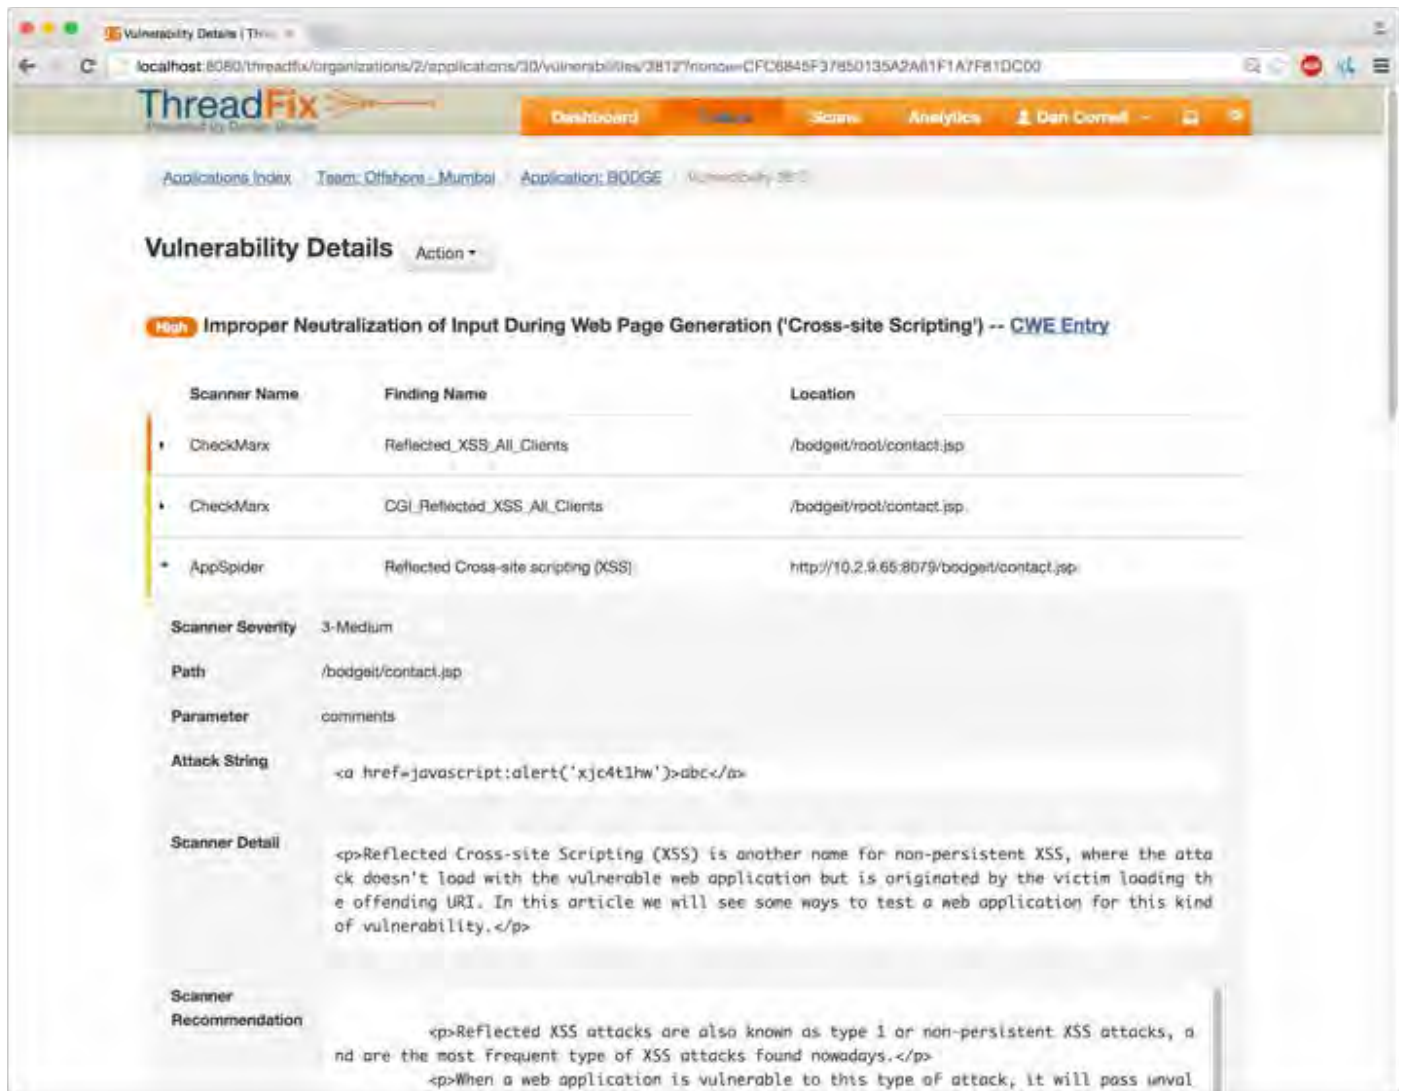 Vulnerability Details | Thre
localhost:8080/threadfix/organizations/2/applications/30/vulnerabilities/3812?nonce=CFC6845F37850135A2A61F1A7F81DC00
ThreadFix
Dashboard Scans Analytics Dan Cornell
Applications Index Team: Offshore - Mumbai Application: BODGE
Vulnerability Details Action
High Improper Neutralization of Input During Web Page Generation ('Cross-site Scripting') -- CWE Entry
Scanner Name Finding Name Location
CheckMarx Reflected_XSS_All_Clients /bodgeit/root/contact.jsp
CheckMarx CGI_Reflected_XSS_All_Clients /bodgeit/root/contact.jsp
AppSpider Reflected Cross-site scripting (XSS) http://10.2.9.65:8079/bodgeit/contact.jsp
Scanner Severity 3-Medium
Path /bodgeit/contact.jsp
Parameter comments
Attack String
<a href=javascript:alert('xjc4t1hw')>abc</a>
Scanner Detail
<p>Reflected Cross-site Scripting (XSS) is another name for non-persistent XSS, where the atta
ck doesn't load with the vulnerable web application but is originated by the victim loading th
e offending URI. In this article we will see some ways to test a web application for this kind
of vulnerability.</p>
Scanner
Recommendation
<p>Reflected XSS attacks are also known as type 1 or non-persistent XSS attacks, a
nd are the most frequent type of XSS attacks found nowadays.</p>
<p>When a web application is vulnerable to this type of attack, it will pass unval